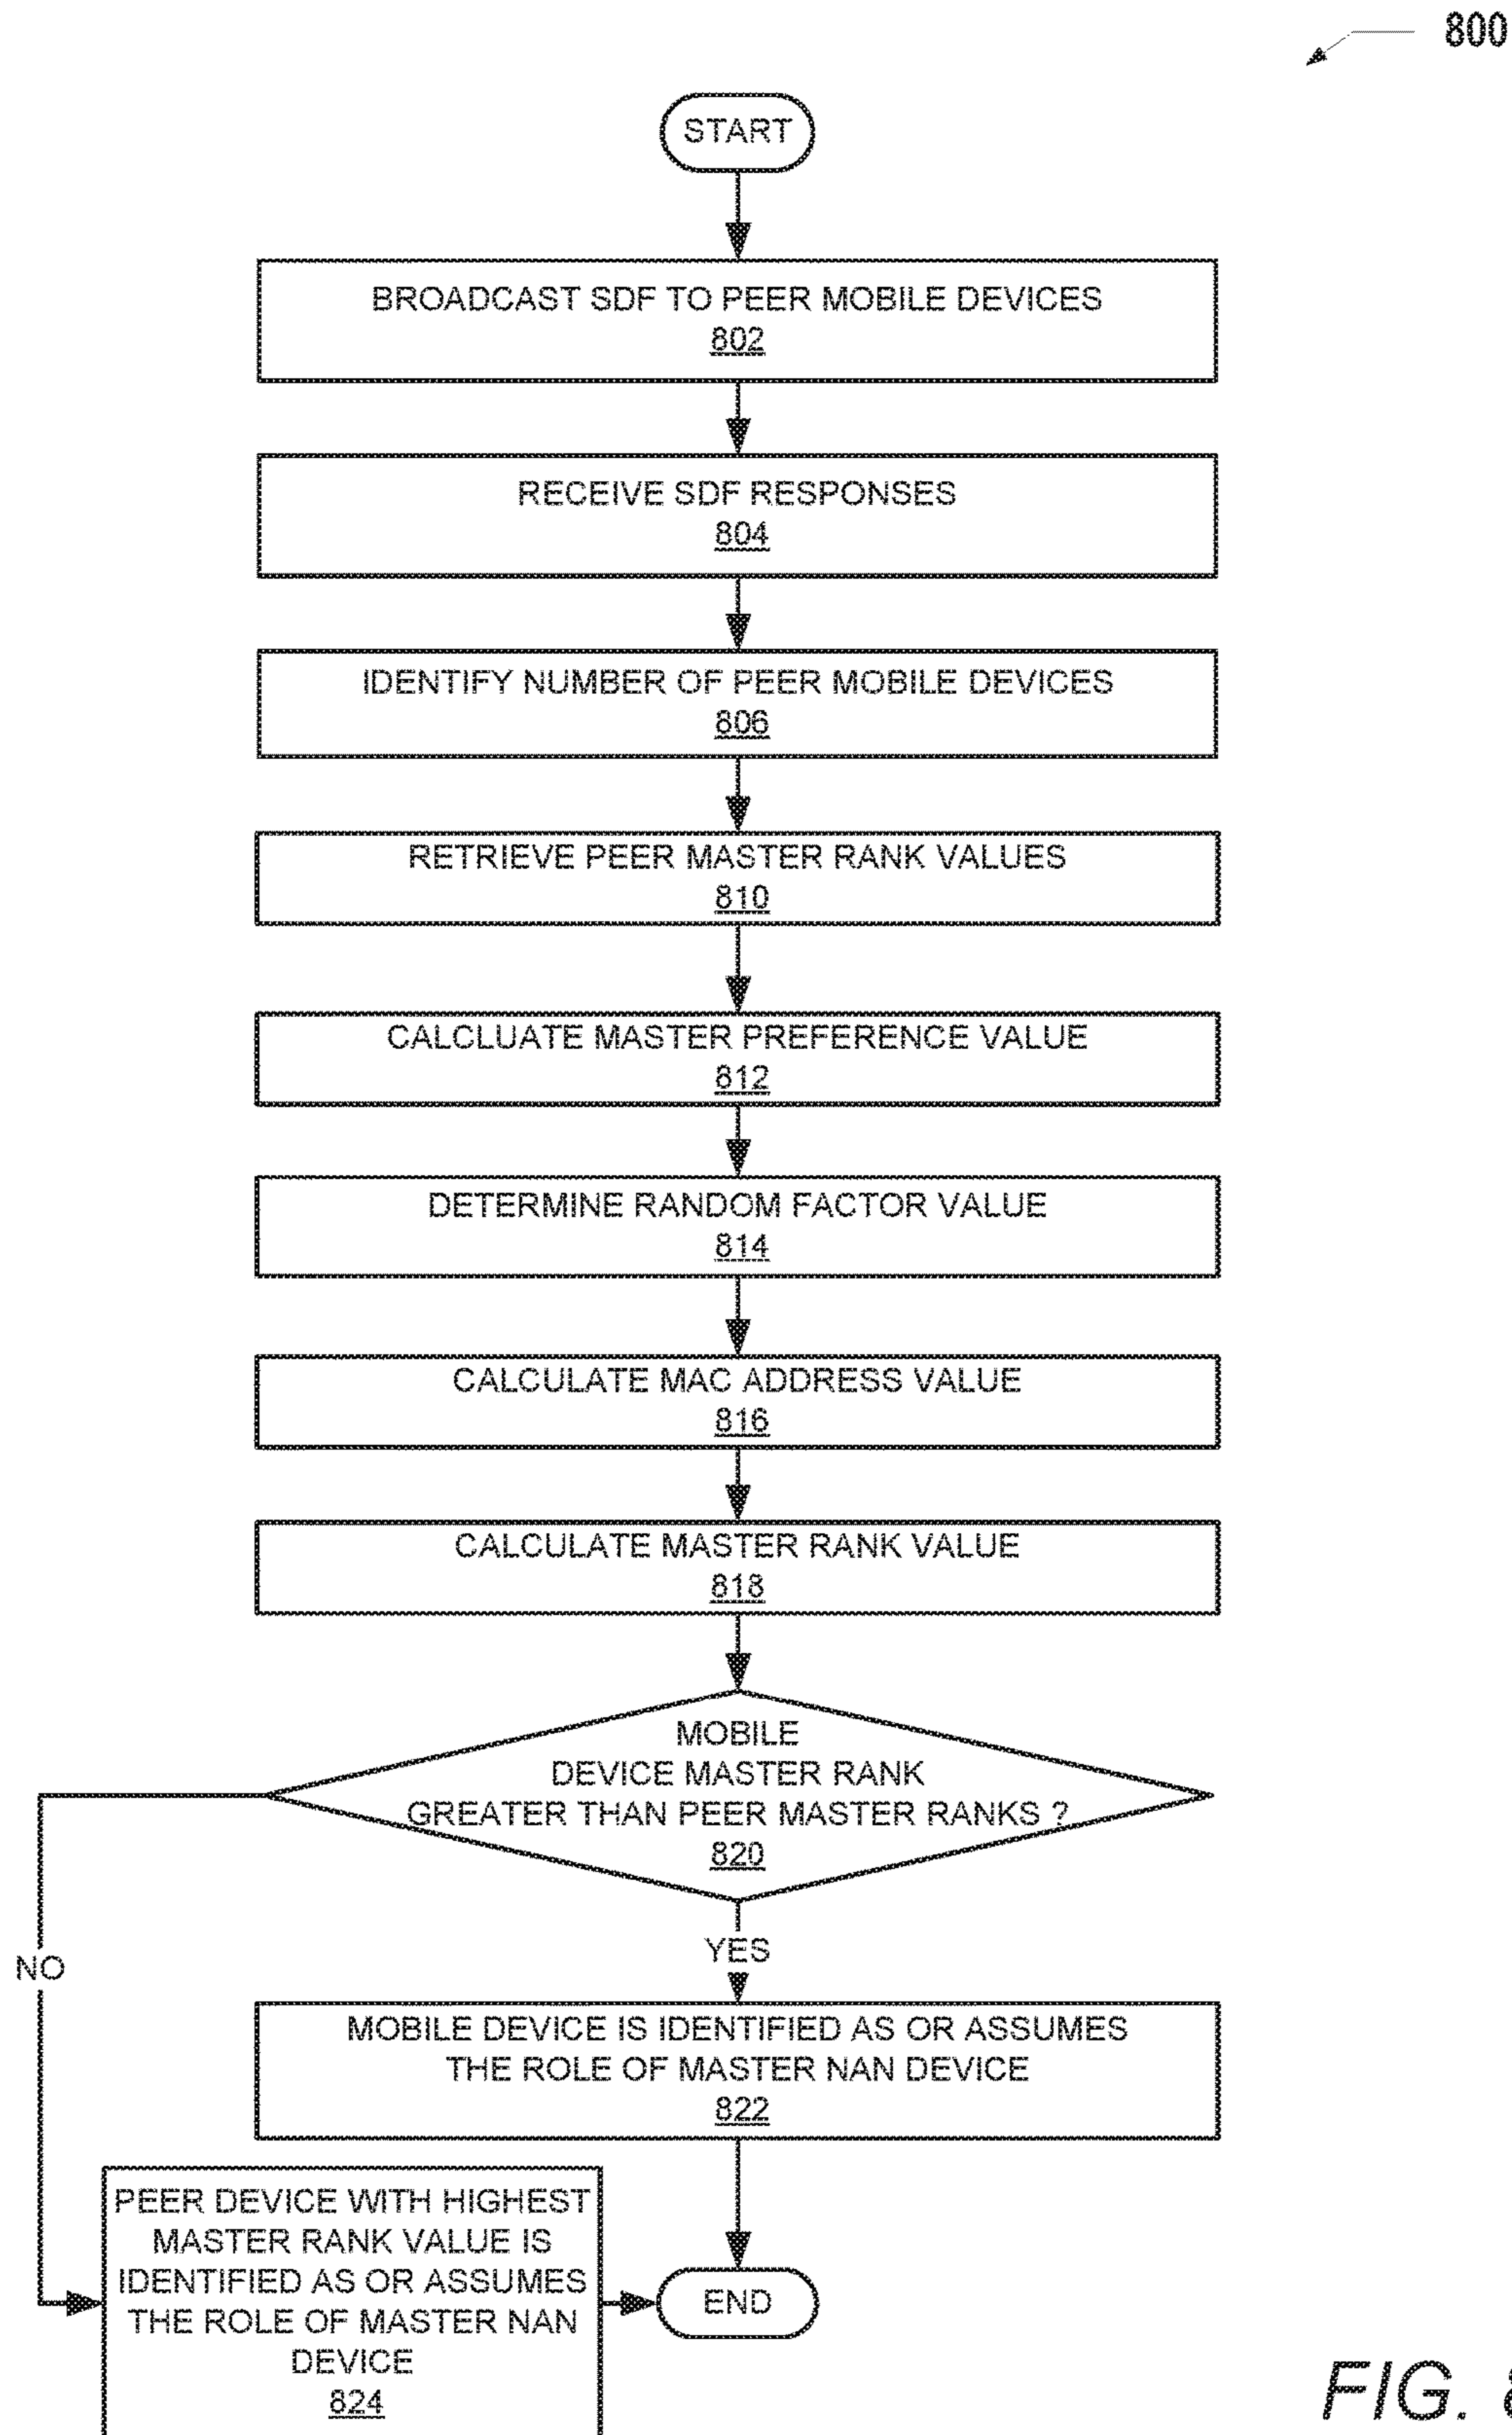 800
START
BROADCAST SDF TO PEER MOBILE DEVICES
802
RECEIVE SDF RESPONSES
804
IDENTIFY NUMBER OF PEER MOBILE DEVICES
806
RETRIEVE PEER MASTER RANK VALUES
810
CALCLUATE MASTER PREFERENCE VALUE
812
DETERMINE RANDOM FACTOR VALUE
814
CALCULATE MAC ADDRESS VALUE
816
CALCULATE MASTER RANK VALUE
818
MOBILE
DEVICE MASTER RANK
GREATER THAN PEER MASTER RANKS ?
820
YES
NO
MOBILE DEVICE IS IDENTIFIED AS OR ASSUMES
THE ROLE OF MASTER NAN DEVICE
822
PEER DEVICE WITH HIGHEST
MASTER RANK VALUE IS
IDENTIFIED AS OR ASSUMES
THE ROLE OF MASTER NAN
DEVICE
824
END
FIG. 8